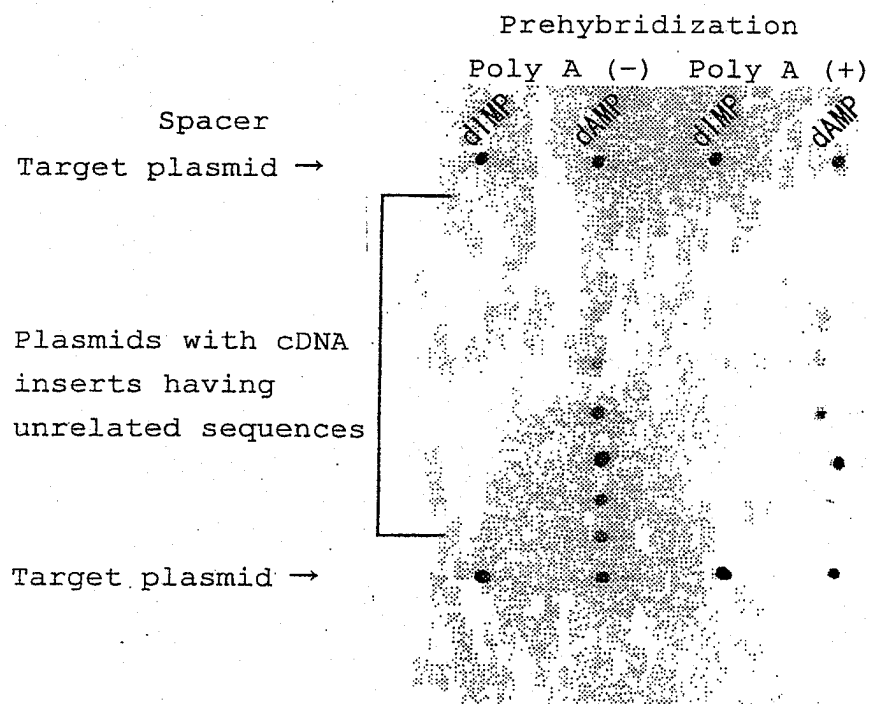 Prehybridization
Poly A (−) Poly A (+)
dIMP dAMP dIMP dAMP
Spacer
Target plasmid →
Plasmids with cDNA
inserts having
unrelated sequences
Target plasmid →